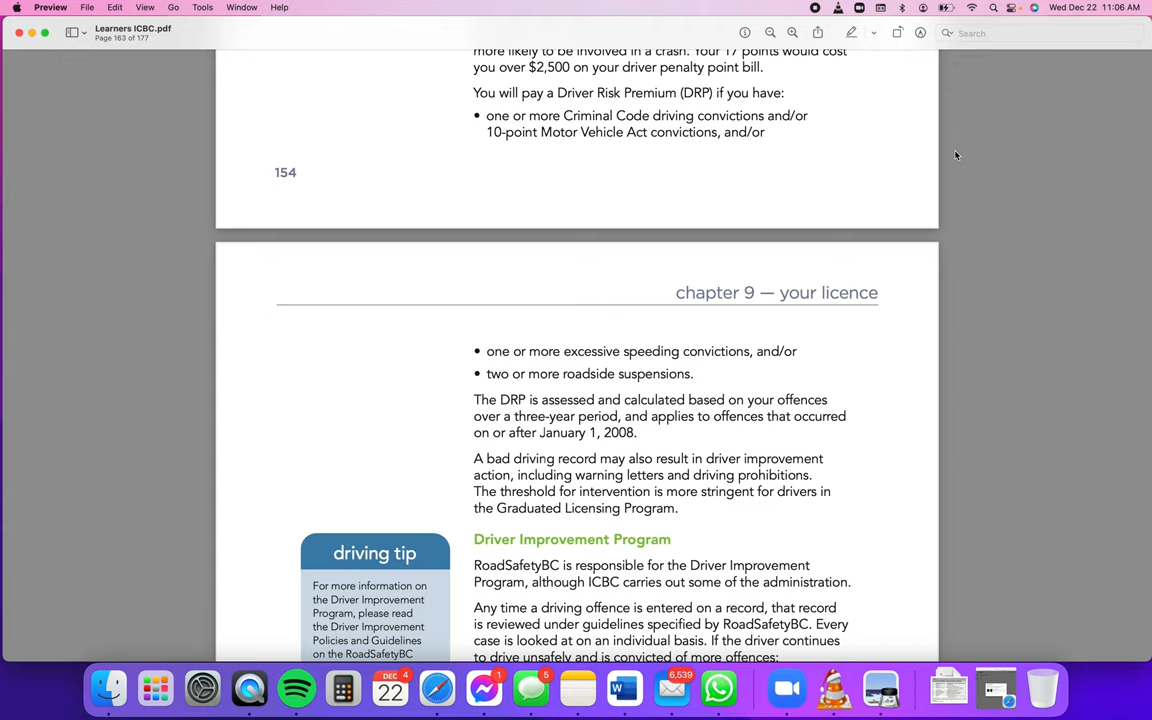 Preview File Edit View Go Tools Window Help Wed Dec 22 11:06 AM
Learners ICBC.pdf
Page 163 of 177
Search
more likely to be involved in a crash. Your 17 points would cost
you over $2,500 on your driver penalty point bill.
You will pay a Driver Risk Premium (DRP) if you have:
• one or more Criminal Code driving convictions and/or
10-point Motor Vehicle Act convictions, and/or
154
chapter 9 — your licence
• one or more excessive speeding convictions, and/or
• two or more roadside suspensions.
The DRP is assessed and calculated based on your offences
over a three-year period, and applies to offences that occurred
on or after January 1, 2008.
A bad driving record may also result in driver improvement
action, including warning letters and driving prohibitions.
The threshold for intervention is more stringent for drivers in
the Graduated Licensing Program.
driving tip
For more information on
the Driver Improvement
Program, please read
the Driver Improvement
Policies and Guidelines
on the RoadSafetyBC
Driver Improvement Program
RoadSafetyBC is responsible for the Driver Improvement
Program, although ICBC carries out some of the administration.
Any time a driving offence is entered on a record, that record
is reviewed under guidelines specified by RoadSafetyBC. Every
case is looked at on an individual basis. If the driver continues
to drive unsafely and is convicted of more offences:
DEC 4
22
1
5
6,539